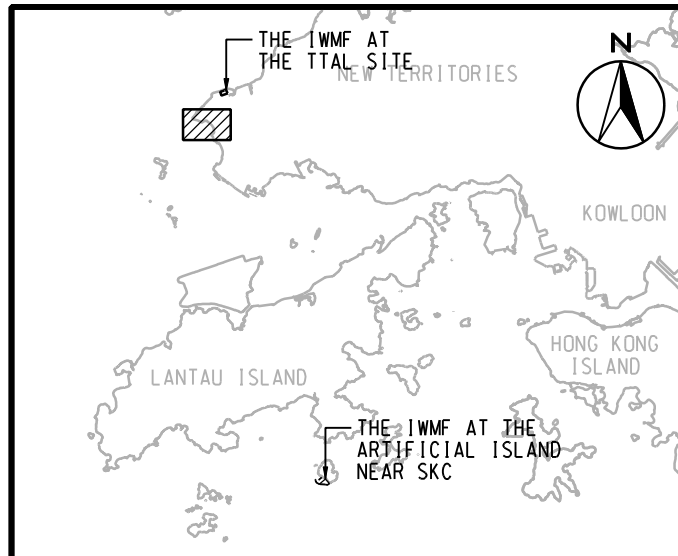 THE IWMF AT
THE TTAL SITE
N
NEW TERRITORIES
KOWLOON
HONG KONG
ISLAND
LANTAU ISLAND
THE IWMF AT THE
ARTIFICIAL ISLAND
NEAR SKC